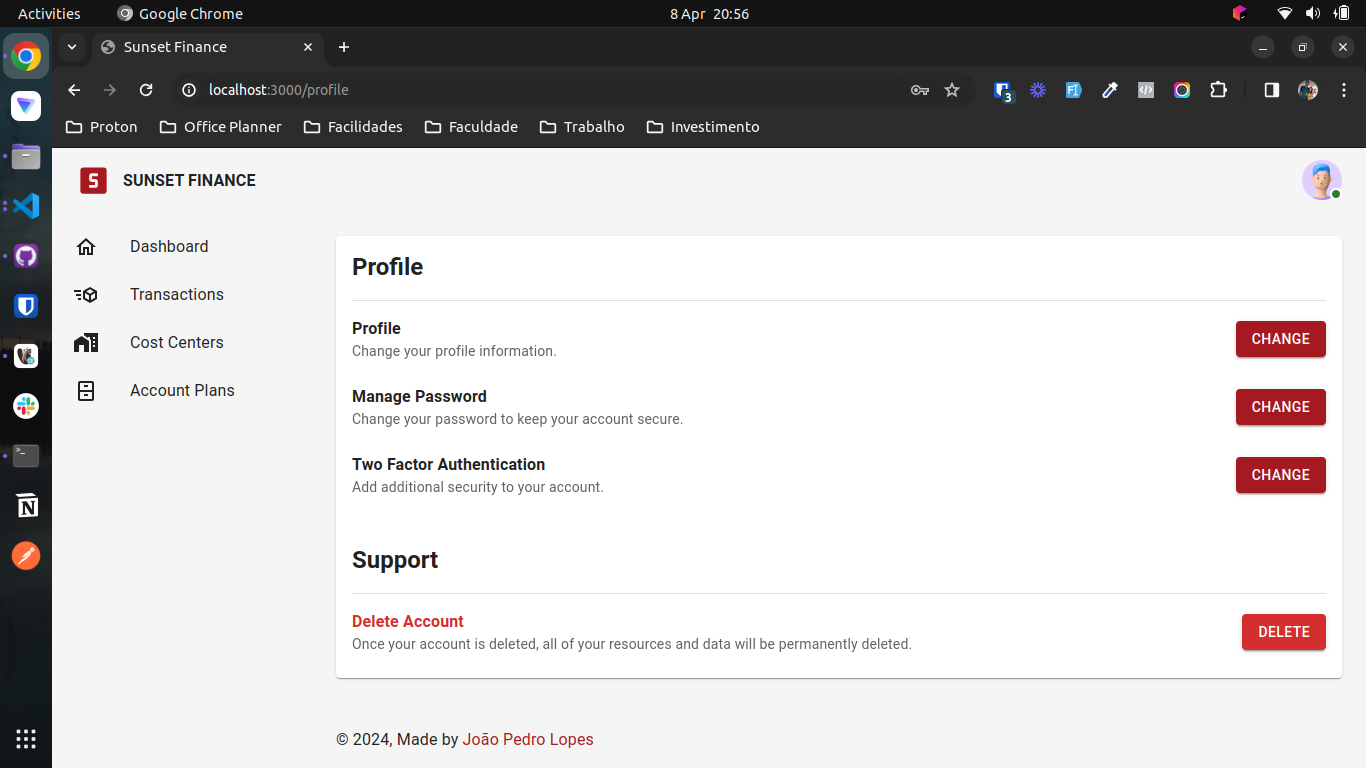 Activities Google Chrome 8 Apr 20:56
Sunset Finance
localhost:3000/profile
3
Proton Office Planner Facilidades Faculdade Trabalho Investimento
S SUNSET FINANCE
Dashboard
Transactions
Cost Centers
Account Plans
Profile
Profile
Change your profile information.
CHANGE
Manage Password
Change your password to keep your account secure.
CHANGE
Two Factor Authentication
Add additional security to your account.
CHANGE
Support
Delete Account
Once your account is deleted, all of your resources and data will be permanently deleted.
DELETE
© 2024, Made by João Pedro Lopes